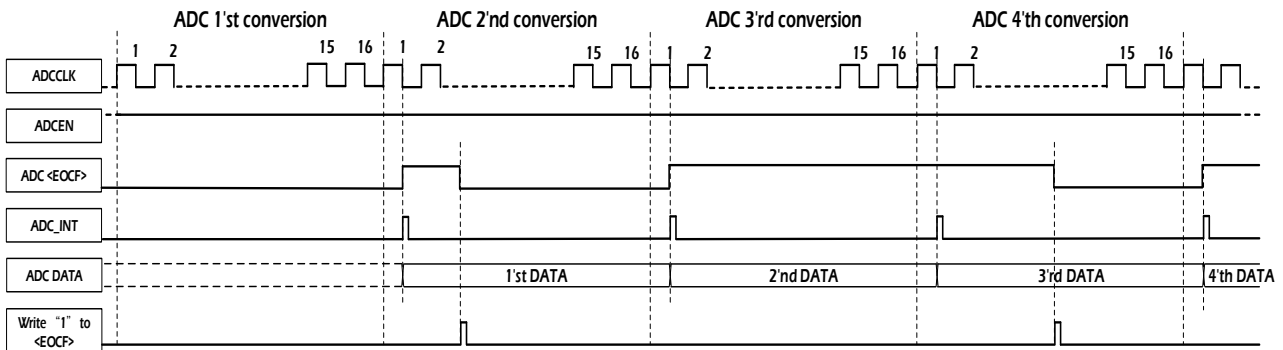 ADC 1'st conversion ADC 2'nd conversion ADC 3'rd conversion ADC 4'th conversion
1 2 15 16 1 2 15 16 1 2 15 16 1 2 15 16
ADCCLK
ADCEN
ADC <EOCF>
ADC_INT
ADC DATA 1'st DATA 2'nd DATA 3'rd DATA 4'th DATA
Write “1” to
<EOCF>